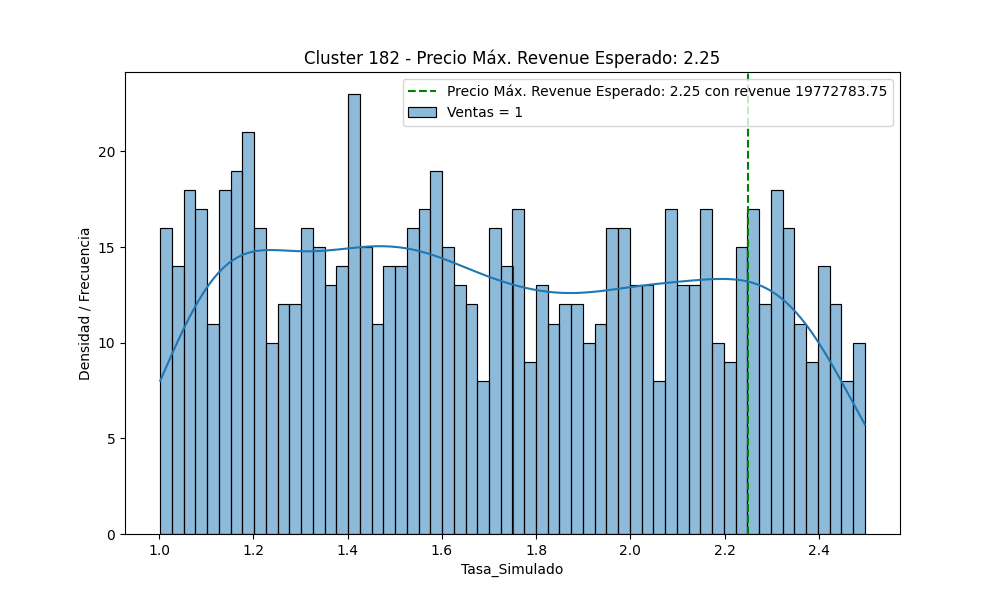 Cluster 182 - Precio Máx. Revenue Esperado: 2.25
Precio Máx. Revenue Esperado: 2.25 con revenue 19772783.75
Ventas = 1
Densidad / Frecuencia
20
15
10
5
0
1.0 1.2 1.4 1.6 1.8 2.0 2.2 2.4
Tasa_Simulado